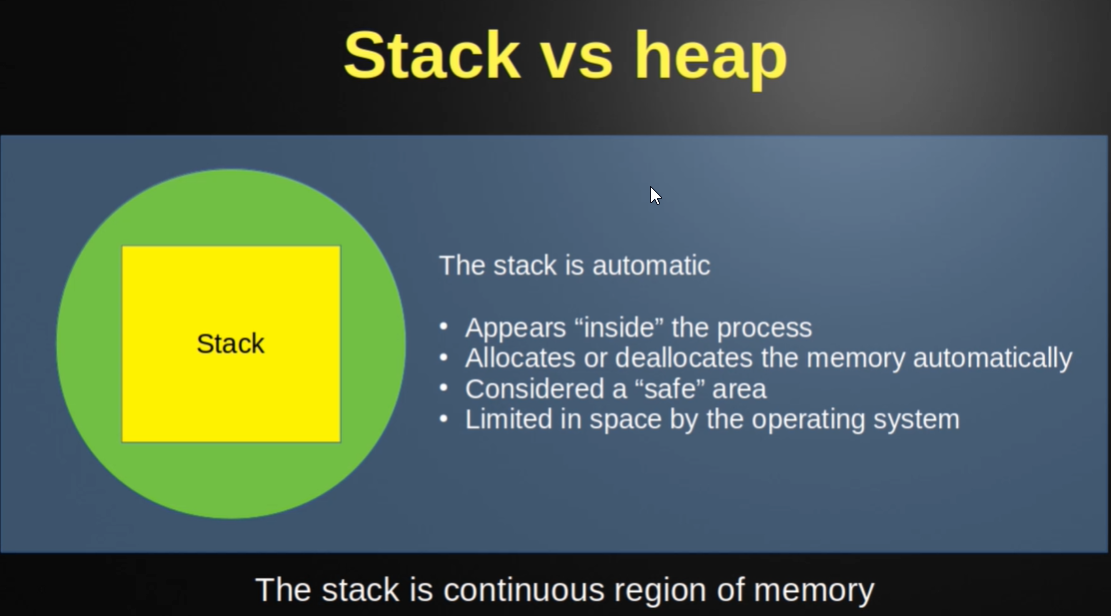 Stack vs heap
Stack
The stack is automatic
• Appears “inside” the process
• Allocates or deallocates the memory automatically
• Considered a “safe” area
• Limited in space by the operating system
The stack is continuous region of memory